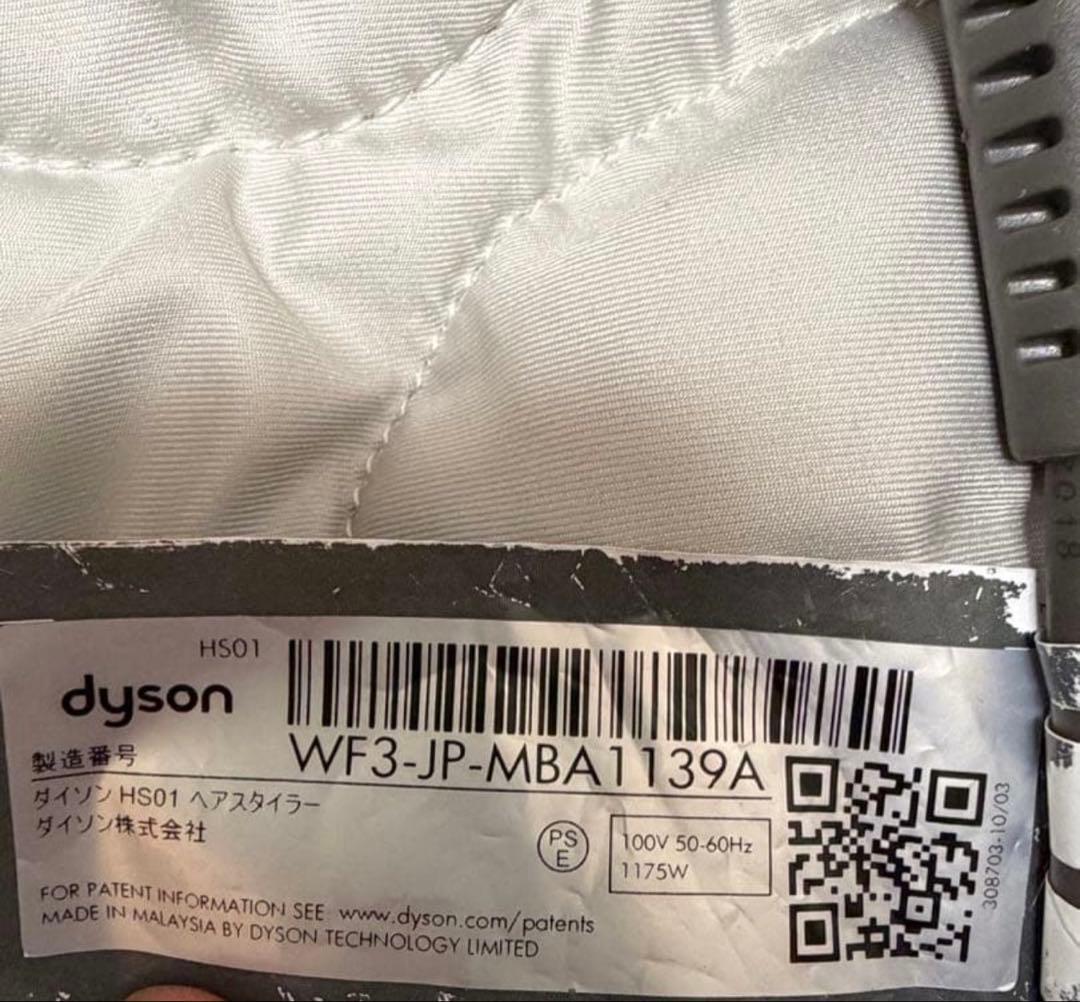 HS01
dyson
製造番号
WF3-JP-MBA1139A
ダイソン HS01 ヘアスタイラー
ダイソン株式会社
PS
E
100V 50-60Hz
1175W
308703-10/03
FOR PATENT INFORMATION SEE: www.dyson.com/patents
MADE IN MALAYSIA BY DYSON TECHNOLOGY LIMITED